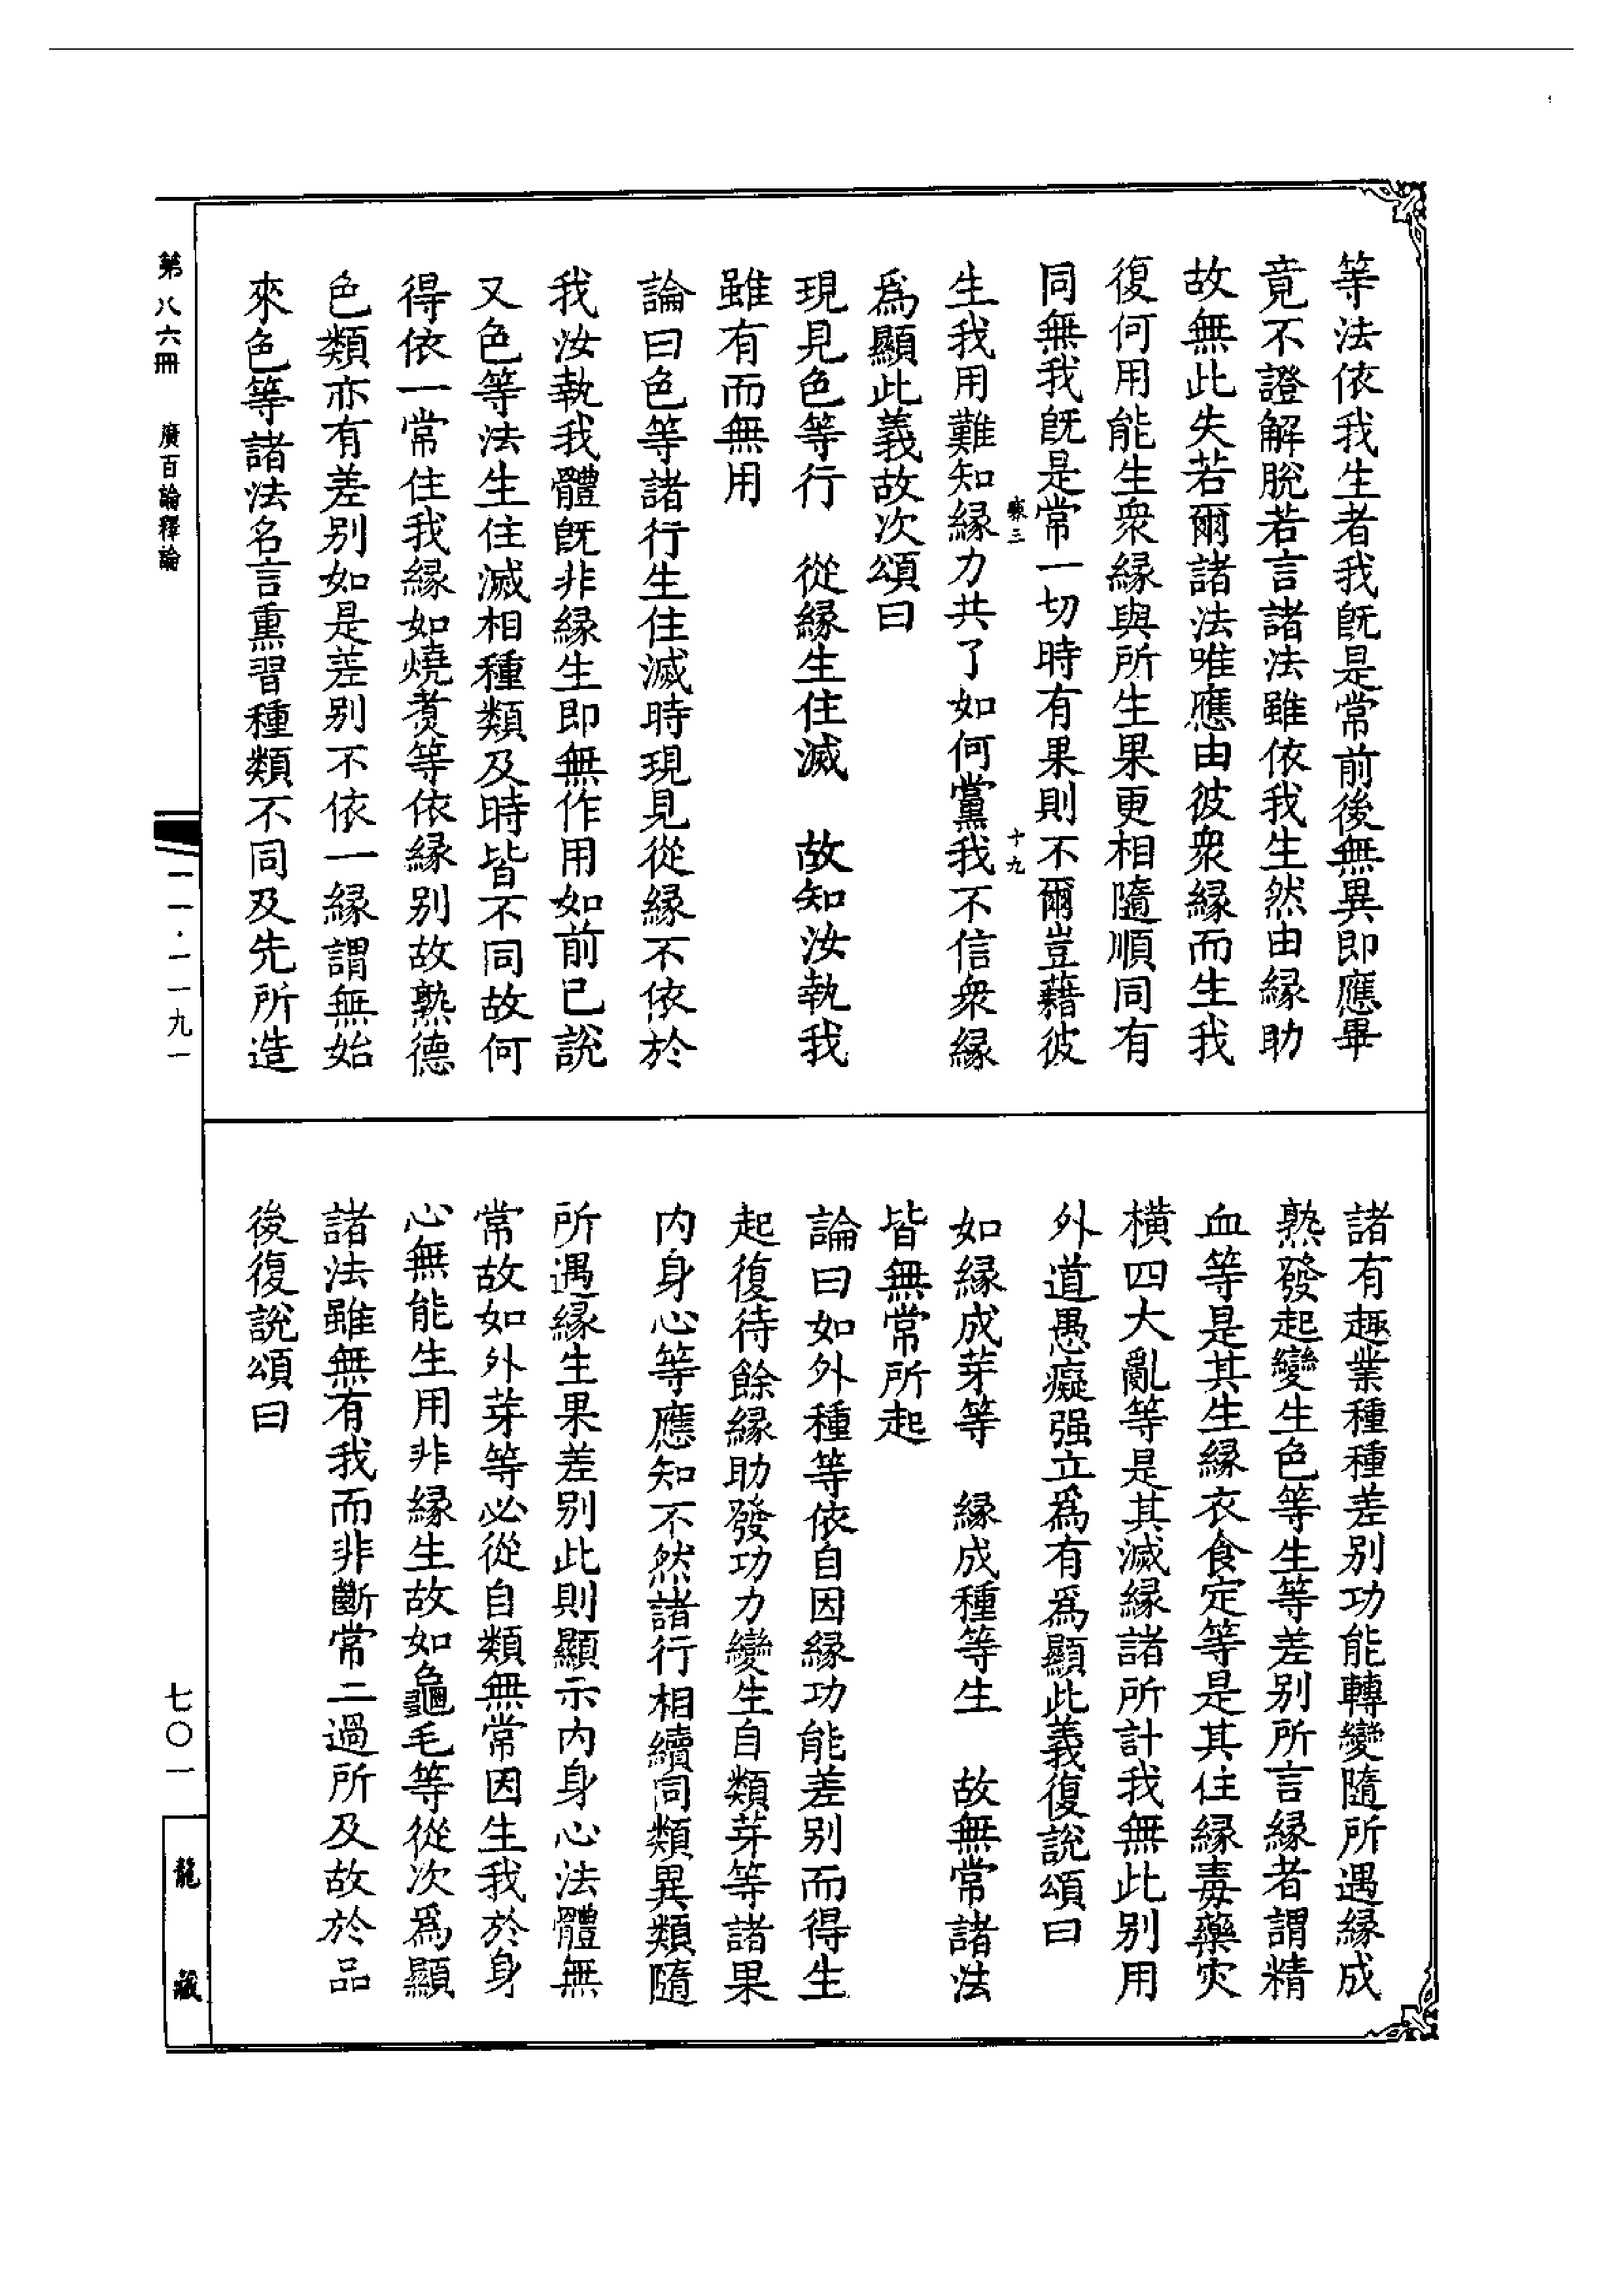 等法依我生者我旣是常前後無異即應畢
竟不證解脫若言諸法雖依我生然由緣助
故無此失若爾諸法唯應由彼衆緣而生我
復何用能生衆緣與所生果更相隨順同有
同無我旣是常一切時有果則不爾豈藉彼
三
十九
生我用難知緣力共了如何黨我不信衆緣
爲顯此義故次頌曰
現見色等行　從緣生住滅　故知汝執我
雖有而無用
論曰色等諸行生住滅時現見從緣不依於
我汝執我體旣非緣生即無作用如前已說
又色等法生住滅相種類及時皆不同故何
得依一常住我緣如燒煑等依緣別故熟德
色類亦有差別如是差別不依一緣謂無始
來色等諸法名言熏習種類不同及先所造
諸有趣業種種差別功能轉變隨所遇緣成
熟發起變生色等生等差別所言緣者謂精
血等是其生緣衣食定等是其住緣毒藥灾
橫四大亂等是其滅緣諸所計我無此別用
外道愚癡强立爲有爲顯此義復說頌曰
如緣成芽等　緣成種等生　故無常諸法
皆無常所起
論曰如外種等依自因緣功能差別而得生
起復待餘緣助發功力變生自類芽等諸果
内身心等應知不然諸行相續同類異類隨
所遇緣生果差別此則顯示内身心法體無
常故如外芽等必從自類無常因生我於身
心無能生用非緣生故如龜毛等從次爲顯
諸法雖無有我而非斷常二過所及故於品
後復說頌曰
第八六冊　廣百論釋論
一一·一一九一
七〇一
龍藏